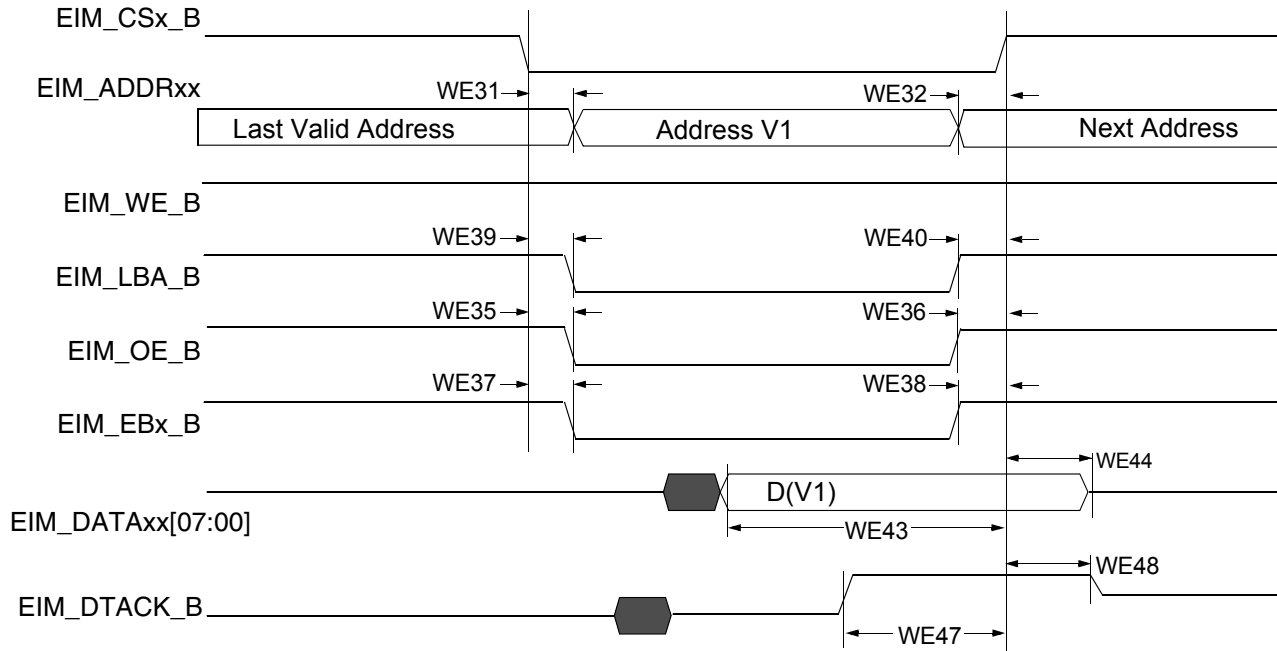 EIM_CSx_B
EIM_ADDRxx
WE31
WE32
Last Valid Address
Address V1
Next Address
EIM_WE_B
WE39
WE40
EIM_LBA_B
WE35
WE36
EIM_OE_B
WE37
WE38
EIM_EBx_B
WE44
D(V1)
EIM_DATAxx[07:00]
WE43
WE48
EIM_DTACK_B
WE47